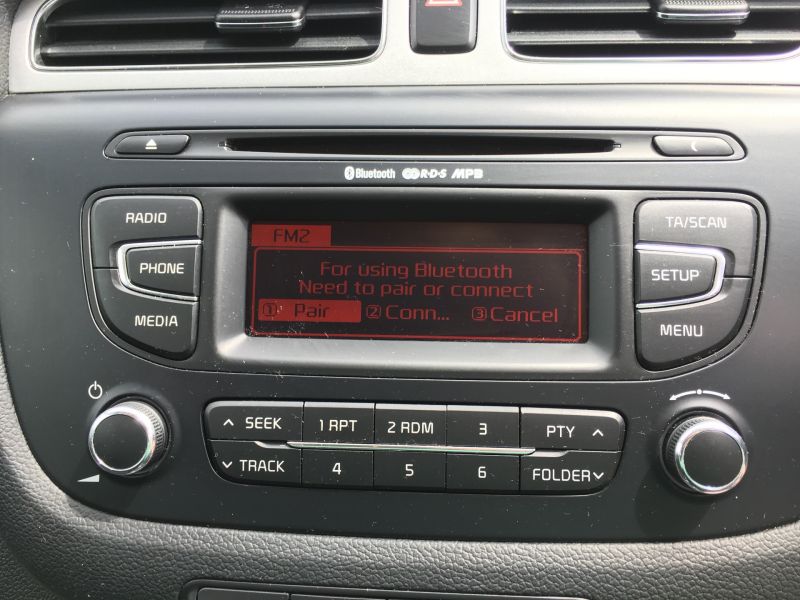 Bluetooth R·D·S MP3
RADIO
TA/SCAN
FM2
For using Bluetooth
Need to pair or connect
① Pair ② Conn... ③ Cancel
PHONE
SETUP
MEDIA
MENU
SEEK 1 RPT 2 RDM 3 PTY
TRACK 4 5 6 FOLDER